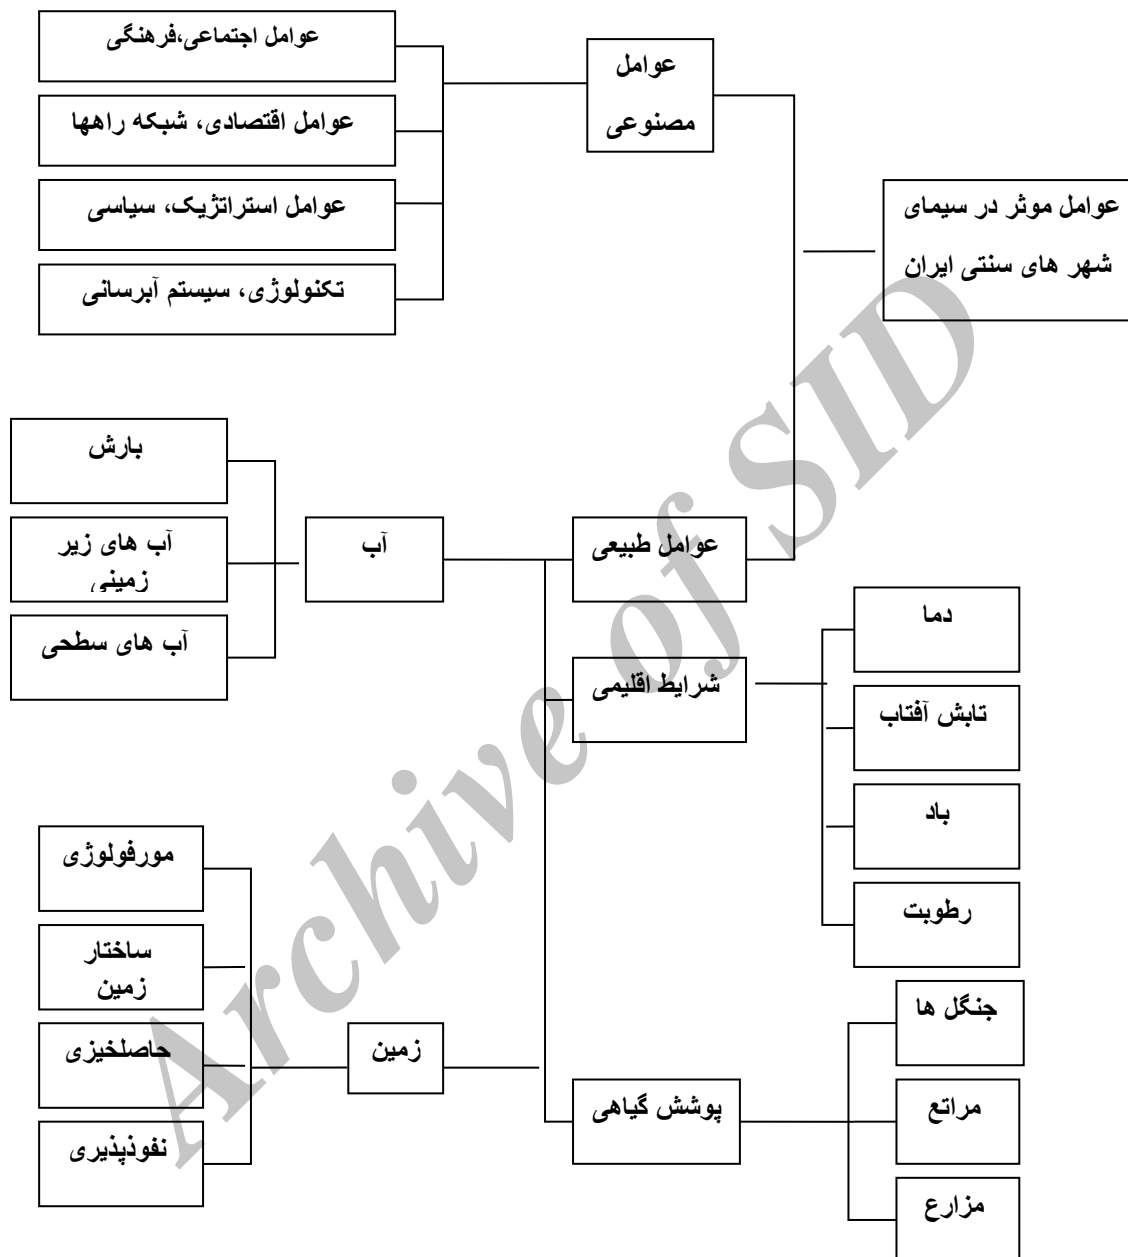 عوامل موثر در سیمای
شهر های سنتی ایران
عوامل
مصنوعی
عوامل اجتماعی،فرهنگی
عوامل اقتصادی، شبکه راهها
عوامل استراتژیک، سیاسی
تکنولوژی، سیستم آبرسانی
عوامل طبیعی
آب
بارش
آب های زیر
زمینی
آب های سطحی
شرایط اقلیمی
دما
تابش آفتاب
باد
رطوبت
زمین
مورفولوژی
ساختار
زمین
حاصلخیزی
نفوذپذیری
پوشش گیاهی
جنگل ها
مراتع
مزارع
Archive of SID